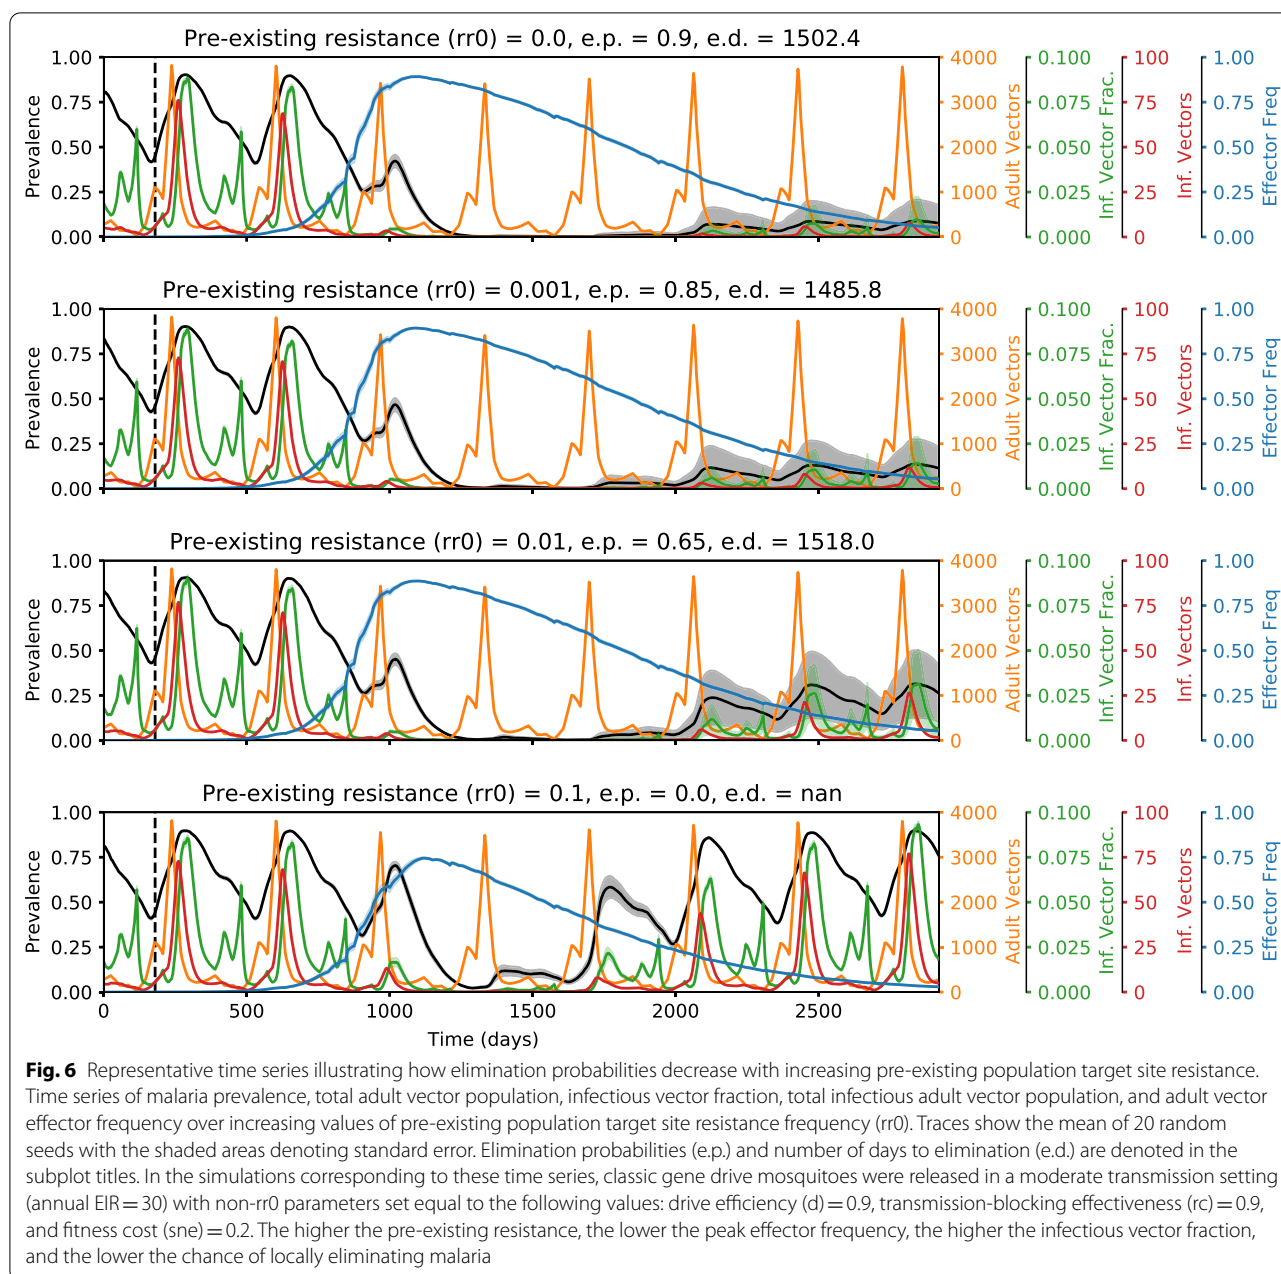 Pre-existing resistance (rr0) = 0.0, e.p. = 0.9, e.d. = 1502.4
1.00
0.75
0.50
0.25
0.00
Prevalence
4000
3000
2000
1000
0
Adult Vectors
0.100
0.075
0.050
0.025
0.000
Inf. Vector Frac.
100
75
50
25
0
Inf. Vectors
1.00
0.75
0.50
0.25
0.00
Effector Freq
Pre-existing resistance (rr0) = 0.001, e.p. = 0.85, e.d. = 1485.8
1.00
0.75
0.50
0.25
0.00
Prevalence
4000
3000
2000
1000
0
Adult Vectors
0.100
0.075
0.050
0.025
0.000
Inf. Vector Frac.
100
75
50
25
0
Inf. Vectors
1.00
0.75
0.50
0.25
0.00
Effector Freq
Pre-existing resistance (rr0) = 0.01, e.p. = 0.65, e.d. = 1518.0
1.00
0.75
0.50
0.25
0.00
Prevalence
4000
3000
2000
1000
0
Adult Vectors
0.100
0.075
0.050
0.025
0.000
Inf. Vector Frac.
100
75
50
25
0
Inf. Vectors
1.00
0.75
0.50
0.25
0.00
Effector Freq
Pre-existing resistance (rr0) = 0.1, e.p. = 0.0, e.d. = nan
1.00
0.75
0.50
0.25
0.00
Prevalence
4000
3000
2000
1000
0
Adult Vectors
0.100
0.075
0.050
0.025
0.000
Inf. Vector Frac.
100
75
50
25
0
Inf. Vectors
1.00
0.75
0.50
0.25
0.00
Effector Freq
0 500 1000 1500 2000 2500
Time (days)
Fig. 6 Representative time series illustrating how elimination probabilities decrease with increasing pre-existing population target site resistance.
Time series of malaria prevalence, total adult vector population, infectious vector fraction, total infectious adult vector population, and adult vector
effector frequency over increasing values of pre-existing population target site resistance frequency (rr0). Traces show the mean of 20 random
seeds with the shaded areas denoting standard error. Elimination probabilities (e.p.) and number of days to elimination (e.d.) are denoted in the
subplot titles. In the simulations corresponding to these time series, classic gene drive mosquitoes were released in a moderate transmission setting
(annual EIR = 30) with non-rr0 parameters set equal to the following values: drive efficiency (d) = 0.9, transmission-blocking effectiveness (rc) = 0.9,
and fitness cost (sne) = 0.2. The higher the pre-existing resistance, the lower the peak effector frequency, the higher the infectious vector fraction,
and the lower the chance of locally eliminating malaria